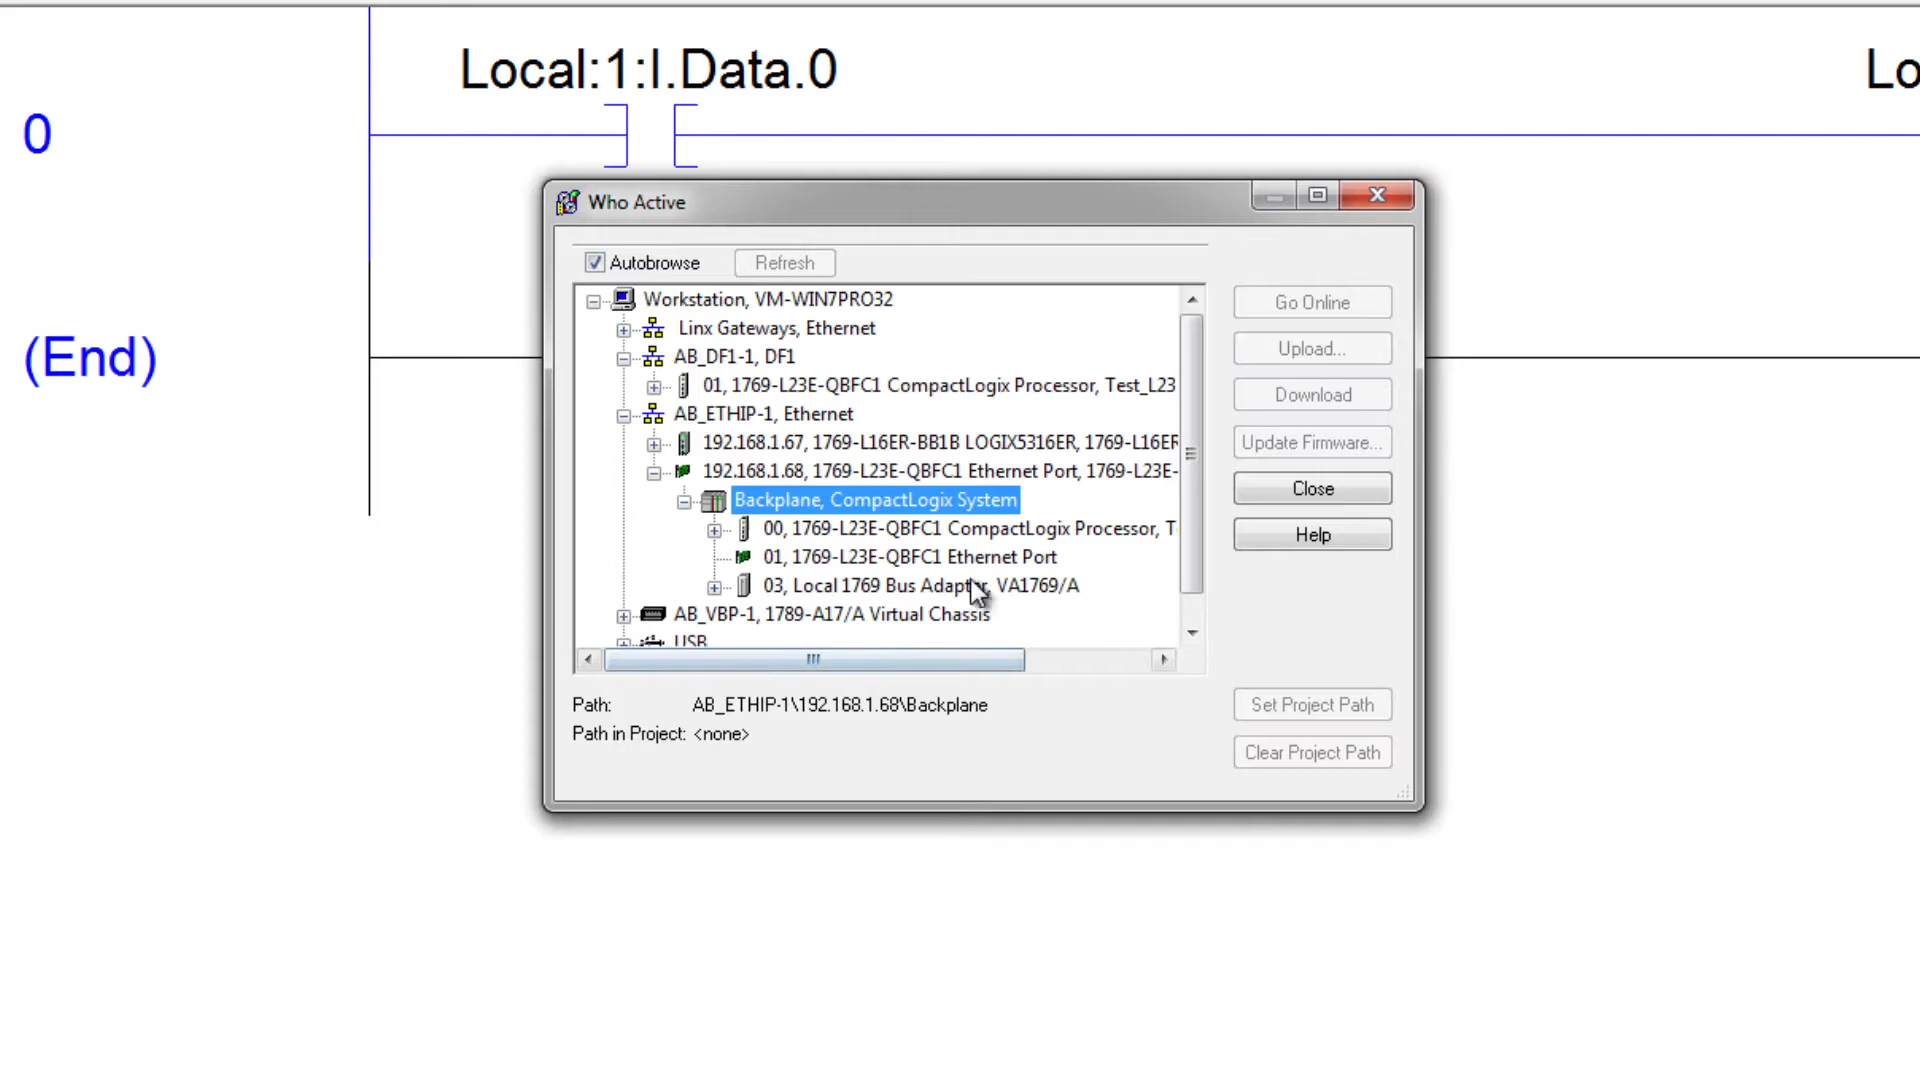 Local:1:I.Data.0
Lo
0
(End)
Who Active
Autobrowse
Refresh
Workstation, VM-WIN7PRO32
Linx Gateways, Ethernet
AB_DF1-1, DF1
01, 1769-L23E-QBFC1 CompactLogix Processor, Test_L23
AB_ETHIP-1, Ethernet
192.168.1.67, 1769-L16ER-BB1B LOGIX5316ER, 1769-L16ER
192.168.1.68, 1769-L23E-QBFC1 Ethernet Port, 1769-L23E-
Backplane, CompactLogix System
00, 1769-L23E-QBFC1 CompactLogix Processor, T
01, 1769-L23E-QBFC1 Ethernet Port
03, Local 1769 Bus Adapter, VA1769/A
AB_VBP-1, 1789-A17/A Virtual Chassis
USB
Go Online
Upload...
Download
Update Firmware...
Close
Help
Path: AB_ETHIP-1\192.168.1.68\Backplane
Path in Project: <none>
Set Project Path
Clear Project Path